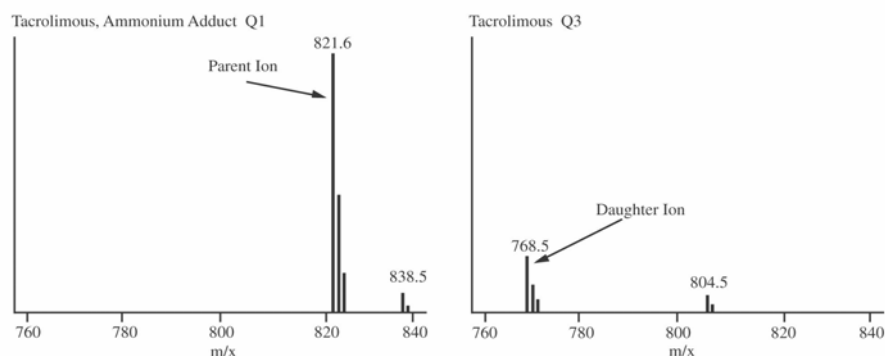 Tacrolimous, Ammonium Adduct Q1
821.6
Parent Ion
838.5
760 780 800 820 840
m/x
Tacrolimous Q3
Daughter Ion
768.5
804.5
760 780 800 820 840
m/x